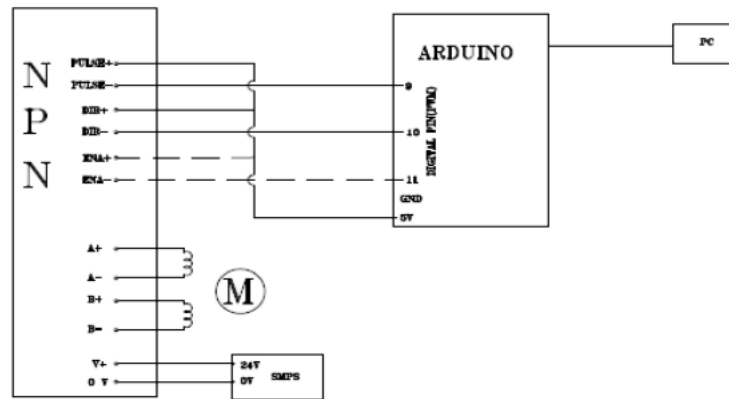 N
P
N
PULSE+
PULSE-
DIR+
DIR-
ENA+
ENA-
A+
A-
B+
B-
V+
0 V
M
24V
0V
SMPS
ARDUINO
9
10
11
GND
5V
DIGITAL PIN(PWM)
PC